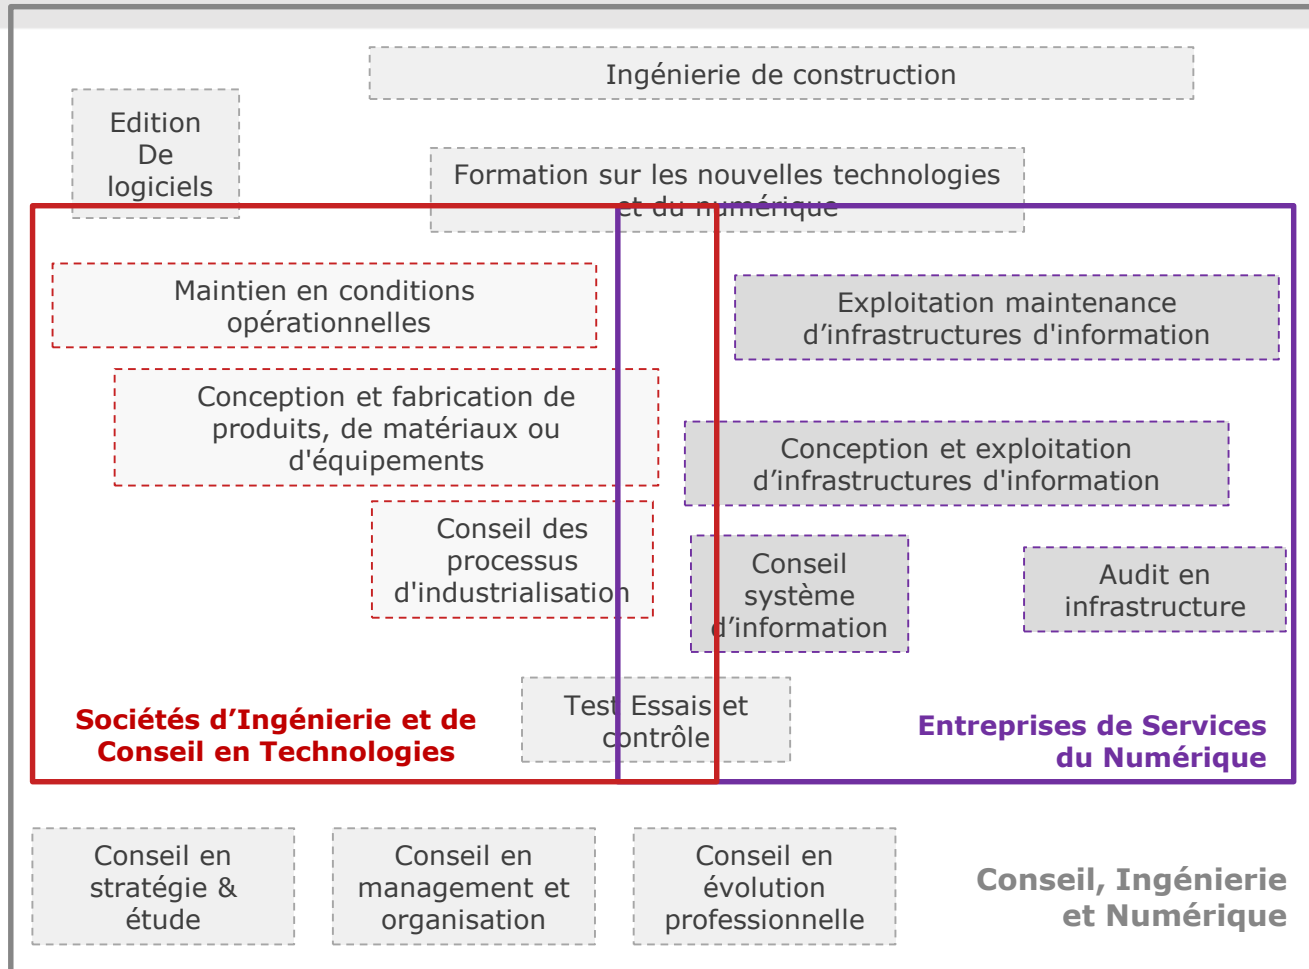 Ingénierie de construction
Edition
De
logiciels
Formation sur les nouvelles technologies
et du numérique
Maintien en conditions
opérationnelles
Exploitation maintenance
d’infrastructures d'information
Conception et fabrication de
produits, de matériaux ou
d'équipements
Conception et exploitation
d’infrastructures d'information
Conseil des
processus
d'industrialisation
Conseil
système
d’information
Audit en
infrastructure
Test Essais et
contrôle
Sociétés d’Ingénierie et de
Conseil en Technologies
Entreprises de Services
du Numérique
Conseil en
stratégie &
étude
Conseil en
management et
organisation
Conseil en
évolution
professionnelle
Conseil, Ingénierie
et Numérique